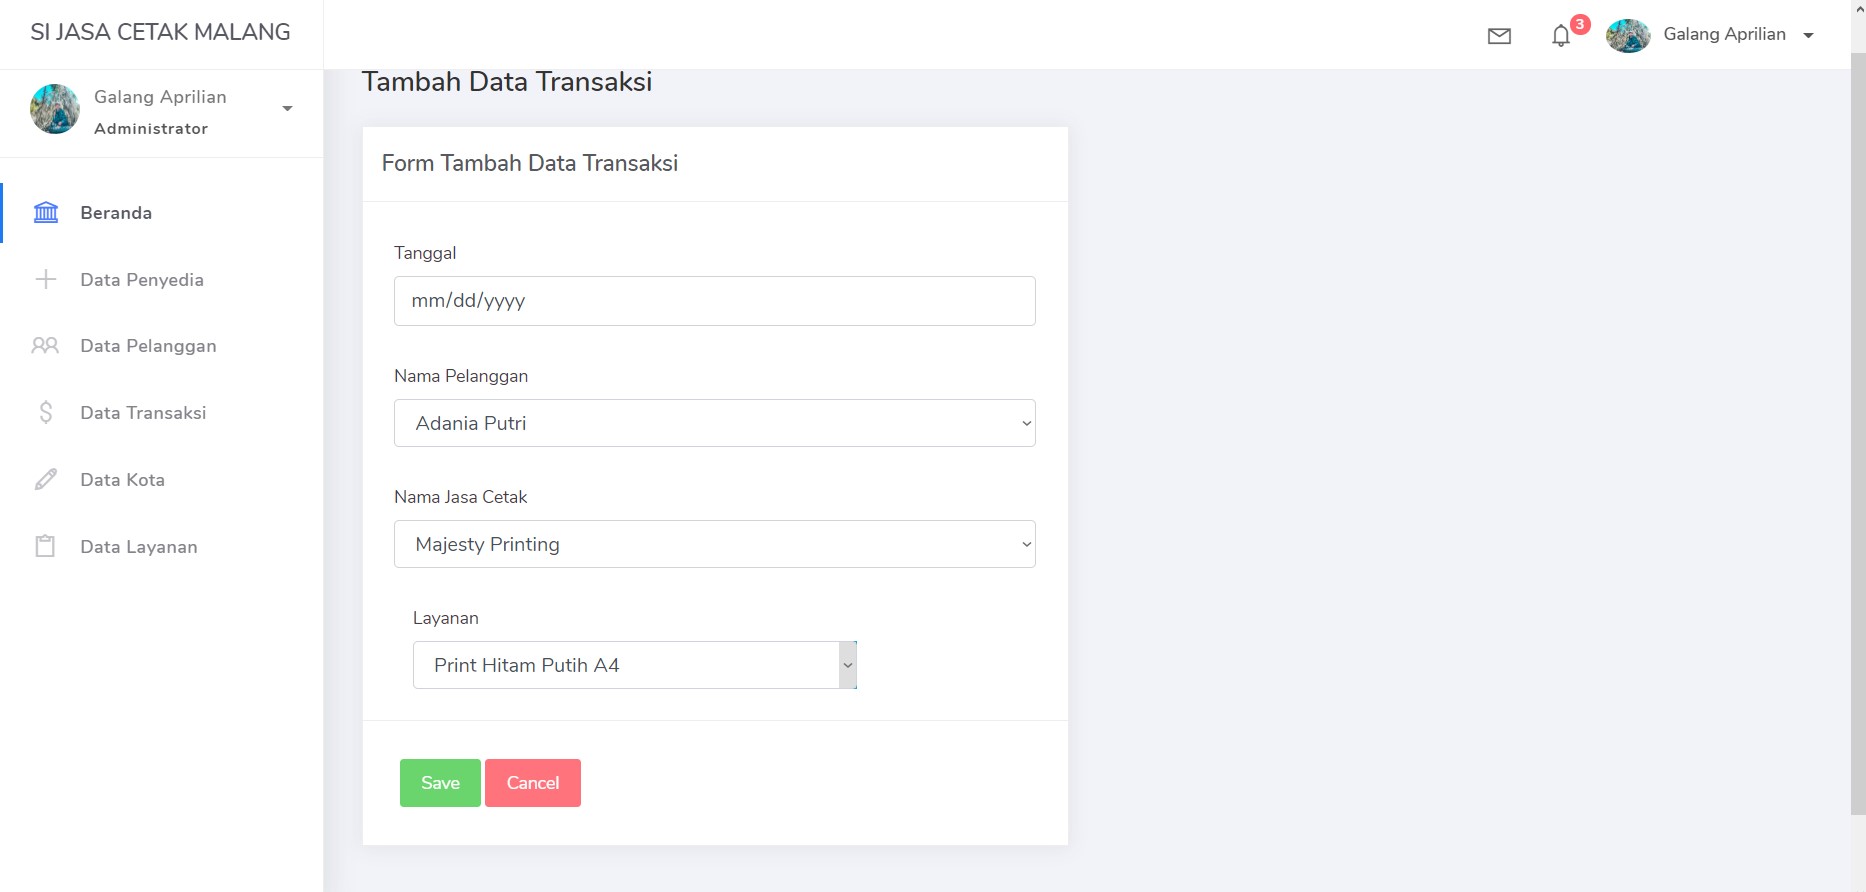 SI JASA CETAK MALANG
3
Galang Aprilian
Galang Aprilian
Administrator
Beranda
Data Penyedia
Data Pelanggan
Data Transaksi
Data Kota
Data Layanan
Tambah Data Transaksi
Form Tambah Data Transaksi
Tanggal
mm/dd/yyyy
Nama Pelanggan
Adania Putri
Nama Jasa Cetak
Majesty Printing
Layanan
Print Hitam Putih A4
Save Cancel